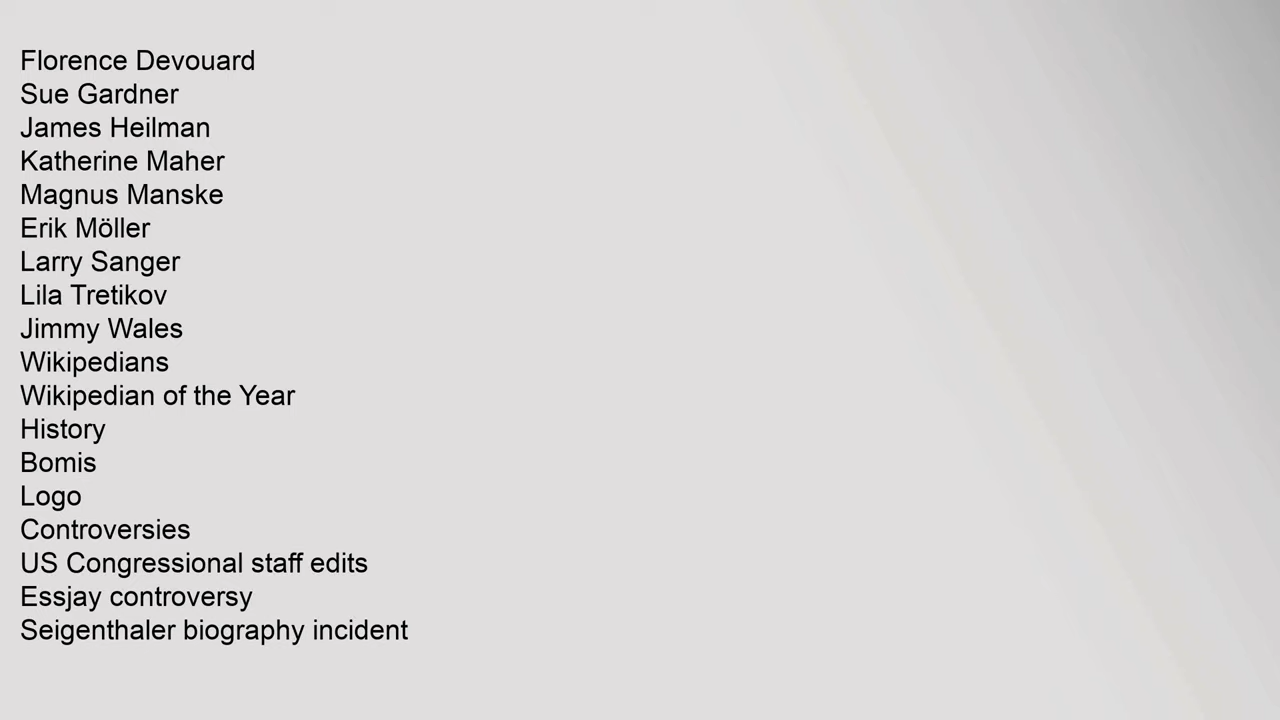 Florence Devouard
Sue Gardner
James Heilman
Katherine Maher
Magnus Manske
Erik Möller
Larry Sanger
Lila Tretikov
Jimmy Wales
Wikipedians
Wikipedian of the Year
History
Bomis
Logo
Controversies
US Congressional staff edits
Essjay controversy
Seigenthaler biography incident